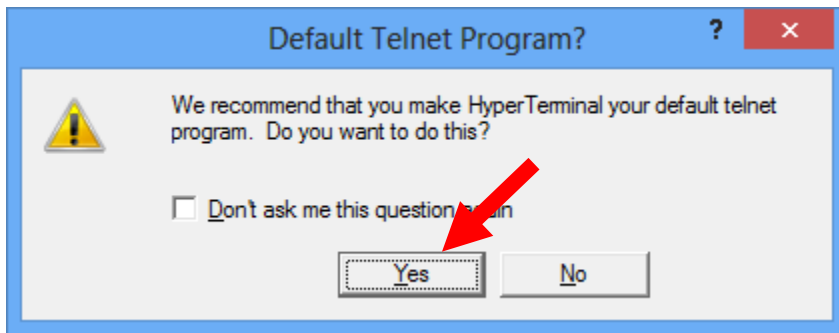 Default Telnet Program?
?
We recommend that you make HyperTerminal your default telnet
program. Do you want to do this?
Don't ask me this question again
Yes
No